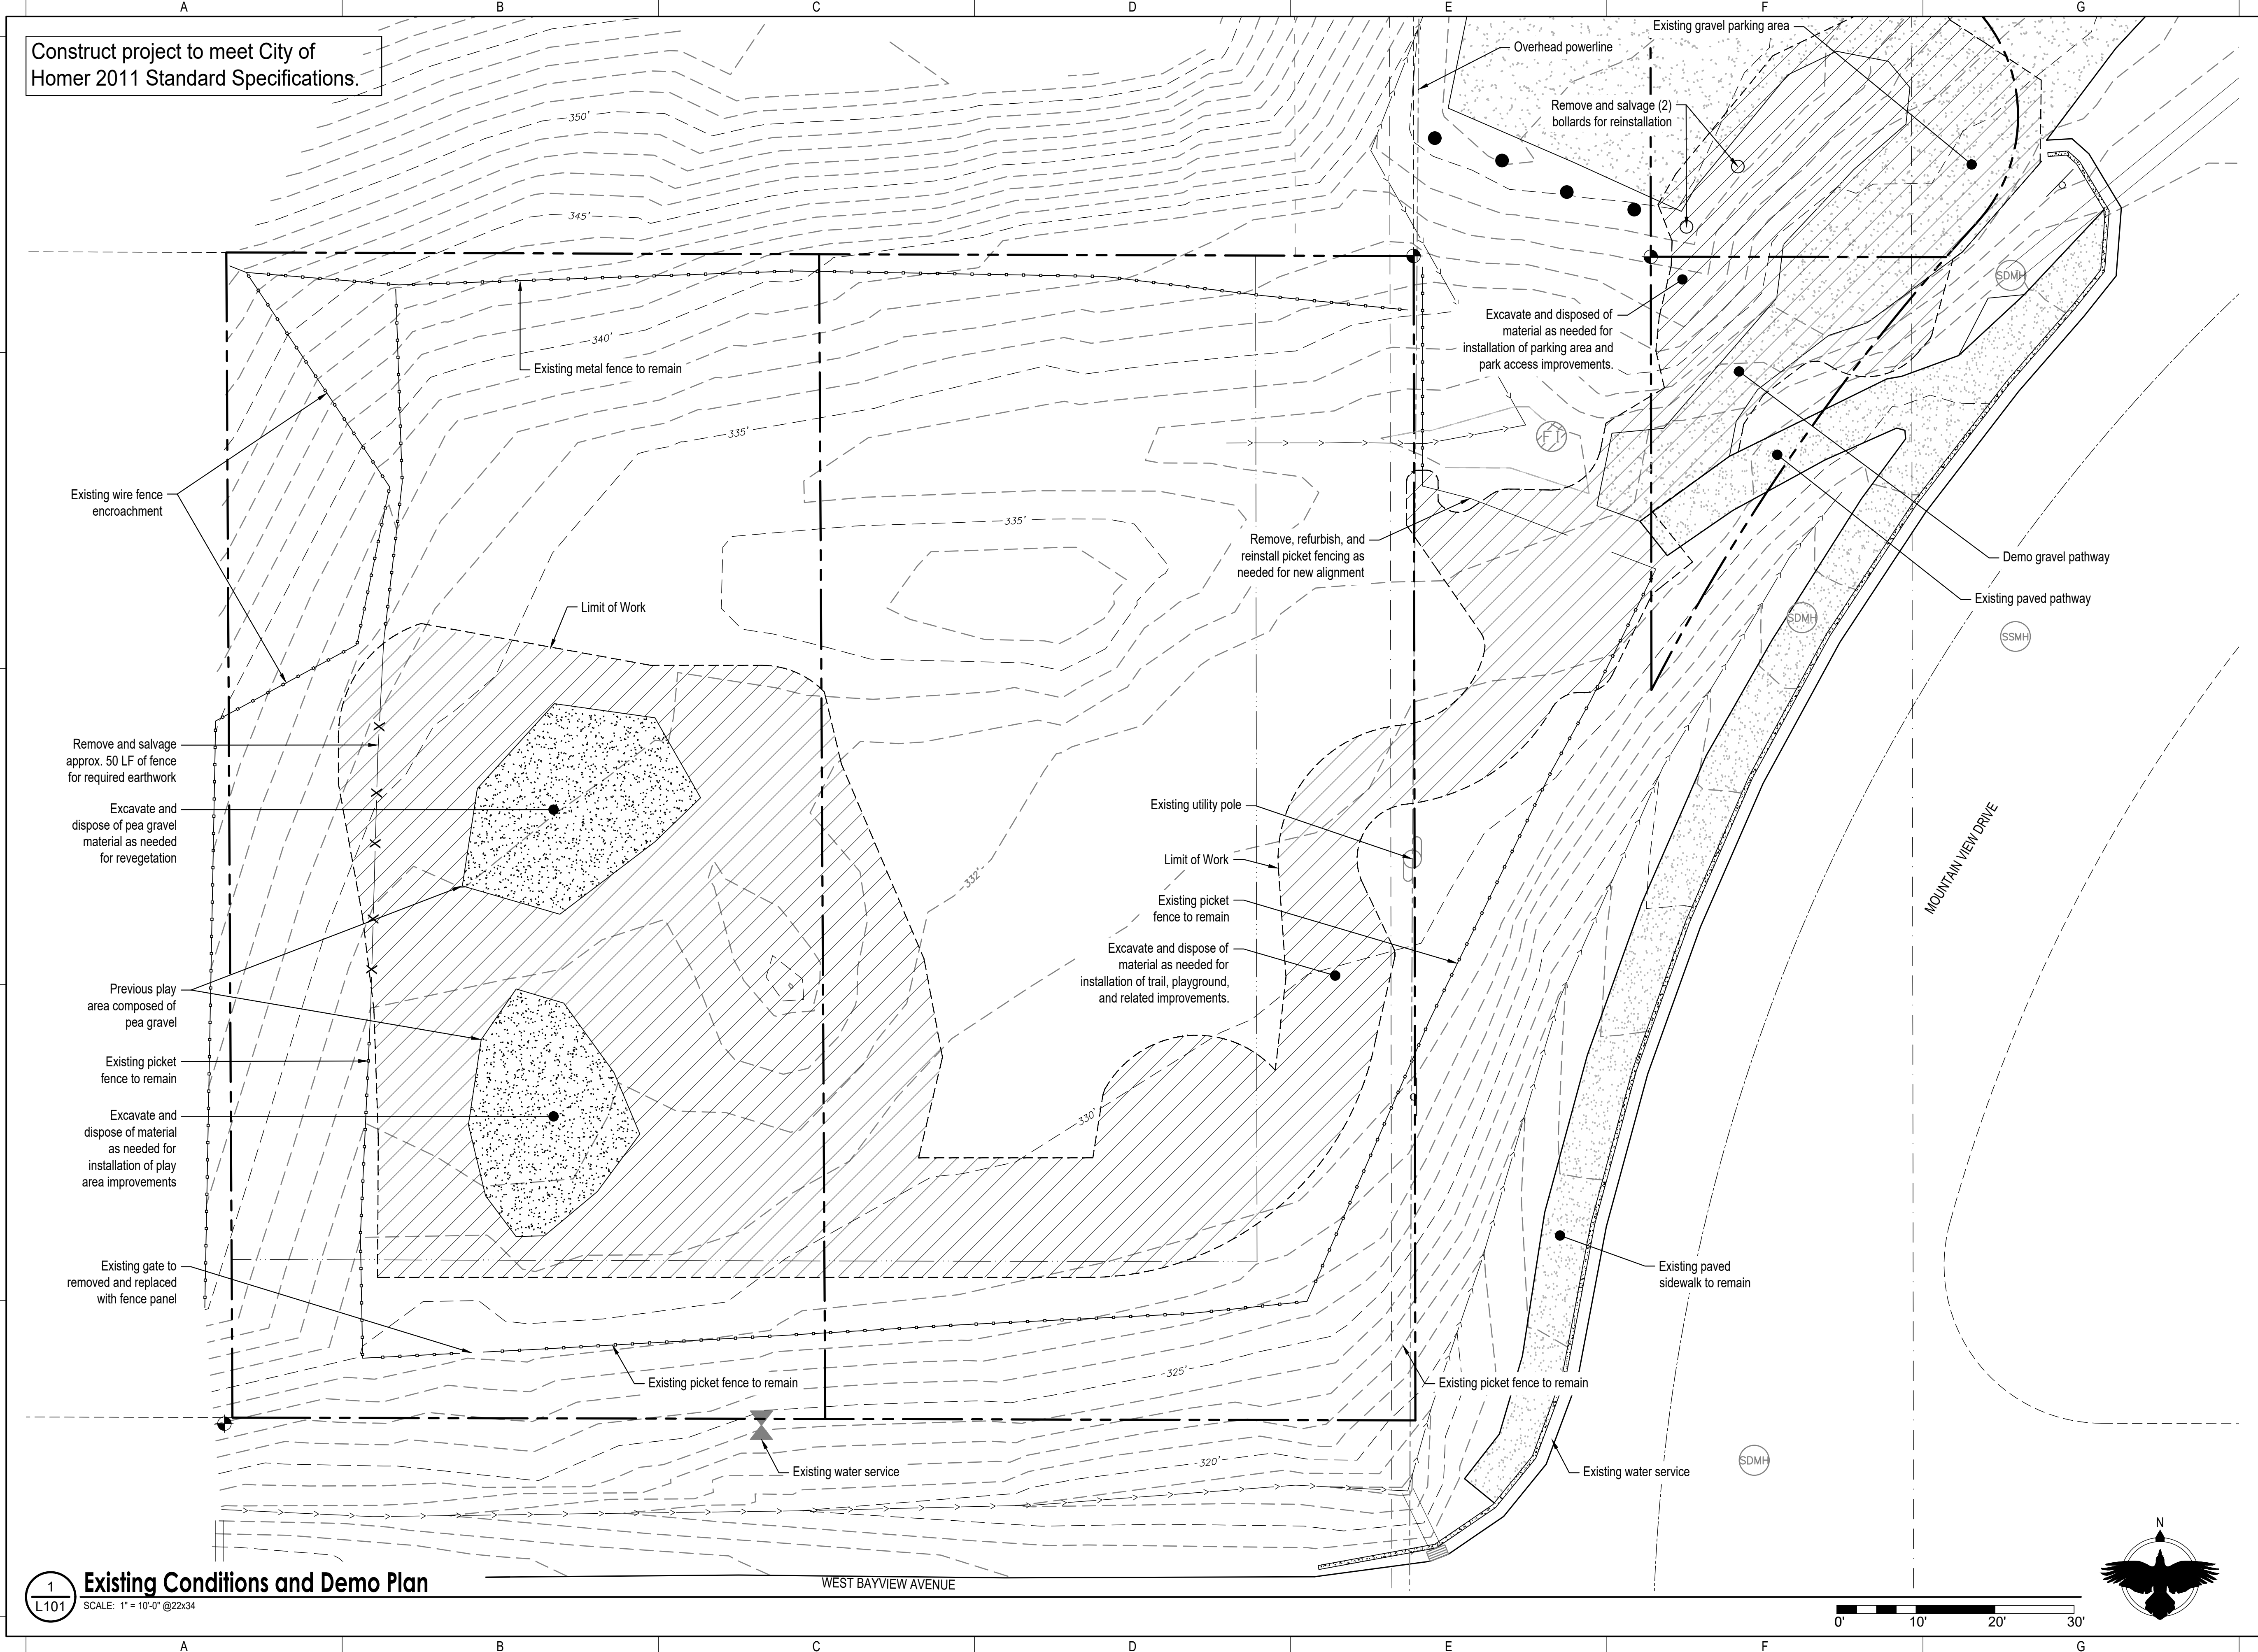 A B C D E F G
Construct project to meet City of
Homer 2011 Standard Specifications.
Existing gravel parking area
Overhead powerline
Remove and salvage (2)
bollards for reinstallation
350'
345'
SDMH
Excavate and disposed of
material as needed for
installation of parking area and
park access improvements.
340'
Existing metal fence to remain
335'
Existing wire fence
encroachment
335'
Remove, refurbish, and
reinstall picket fencing as
needed for new alignment
Demo gravel pathway
Existing paved pathway
Limit of Work
SDMH
SSMH
Remove and salvage
approx. 50 LF of fence
for required earthwork
Excavate and
dispose of pea gravel
material as needed
for revegetation
Existing utility pole
Limit of Work
MOUNTAIN VIEW DRIVE
332'
Existing picket
fence to remain
Excavate and dispose of
material as needed for
installation of trail, playground,
and related improvements.
Previous play
area composed of
pea gravel
Existing picket
fence to remain
Excavate and
dispose of material
as needed for
installation of play
area improvements
330'
Existing gate to
removed and replaced
with fence panel
Existing paved
sidewalk to remain
325'
Existing picket fence to remain
Existing picket fence to remain
320'
Existing water service
Existing water service
SDMH
N
1
L101
Existing Conditions and Demo Plan
SCALE: 1" = 10'-0" @22x34
WEST BAYVIEW AVENUE
0' 10' 20' 30'
A B C D E F G